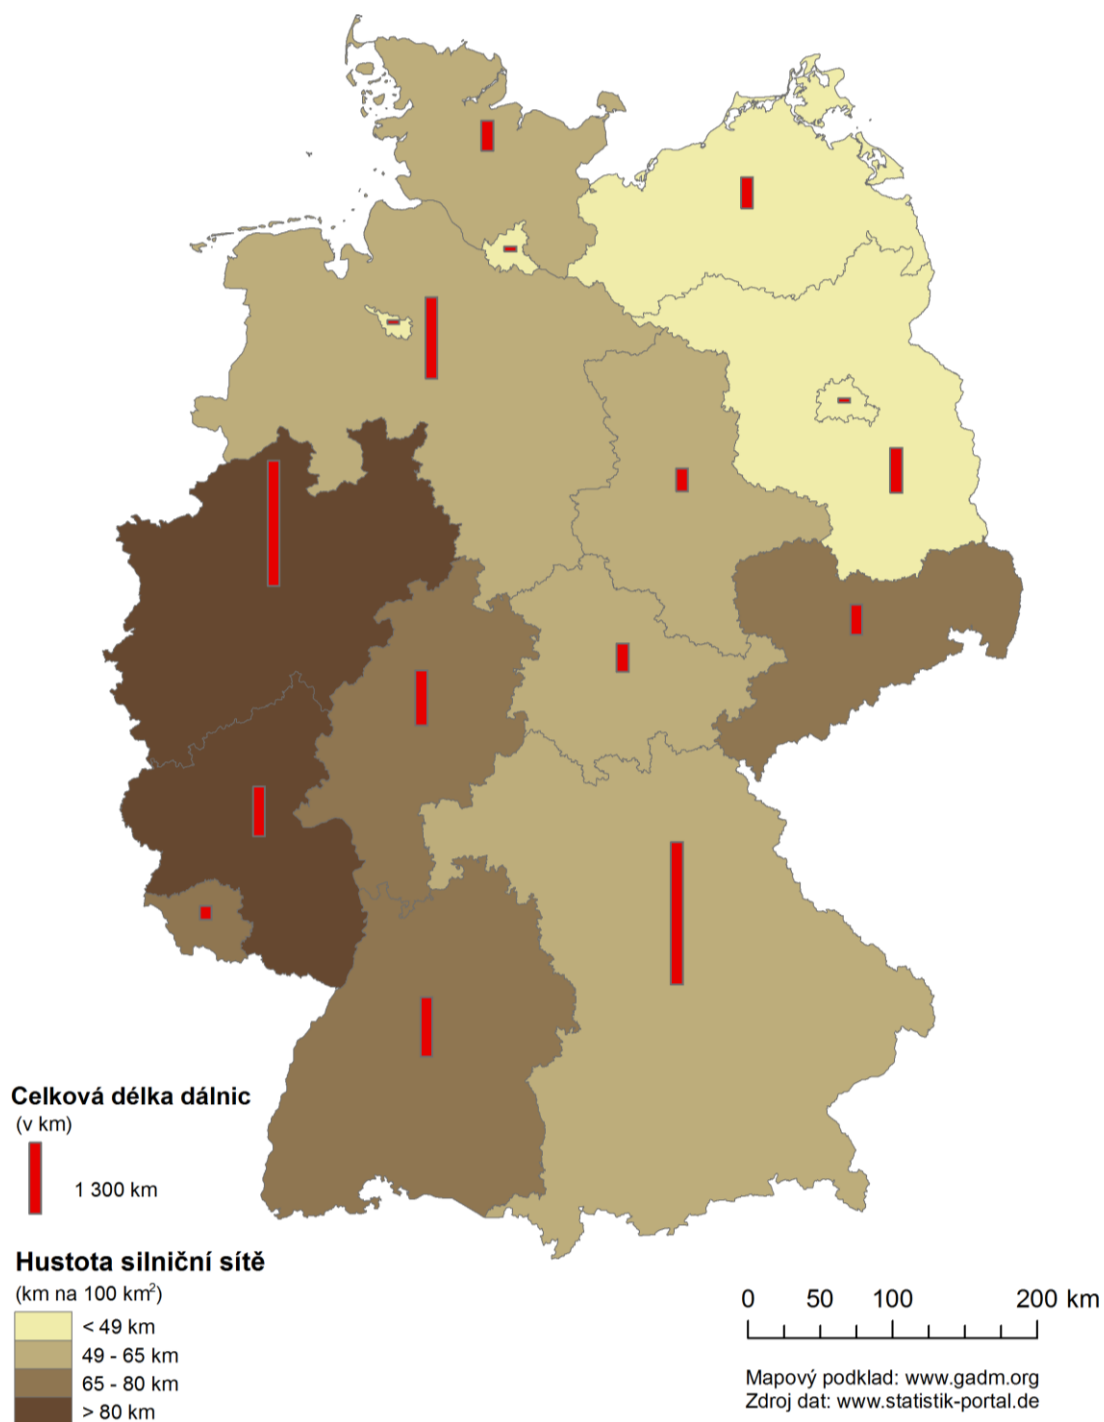 Celková délka dálnic
(v km)
1 300 km
Hustota silniční sítě
(km na 100 km²)
< 49 km
49 - 65 km
65 - 80 km
> 80 km
0 50 100 200 km
Mapový podklad: www.gadm.org
Zdroj dat: www.statistik-portal.de